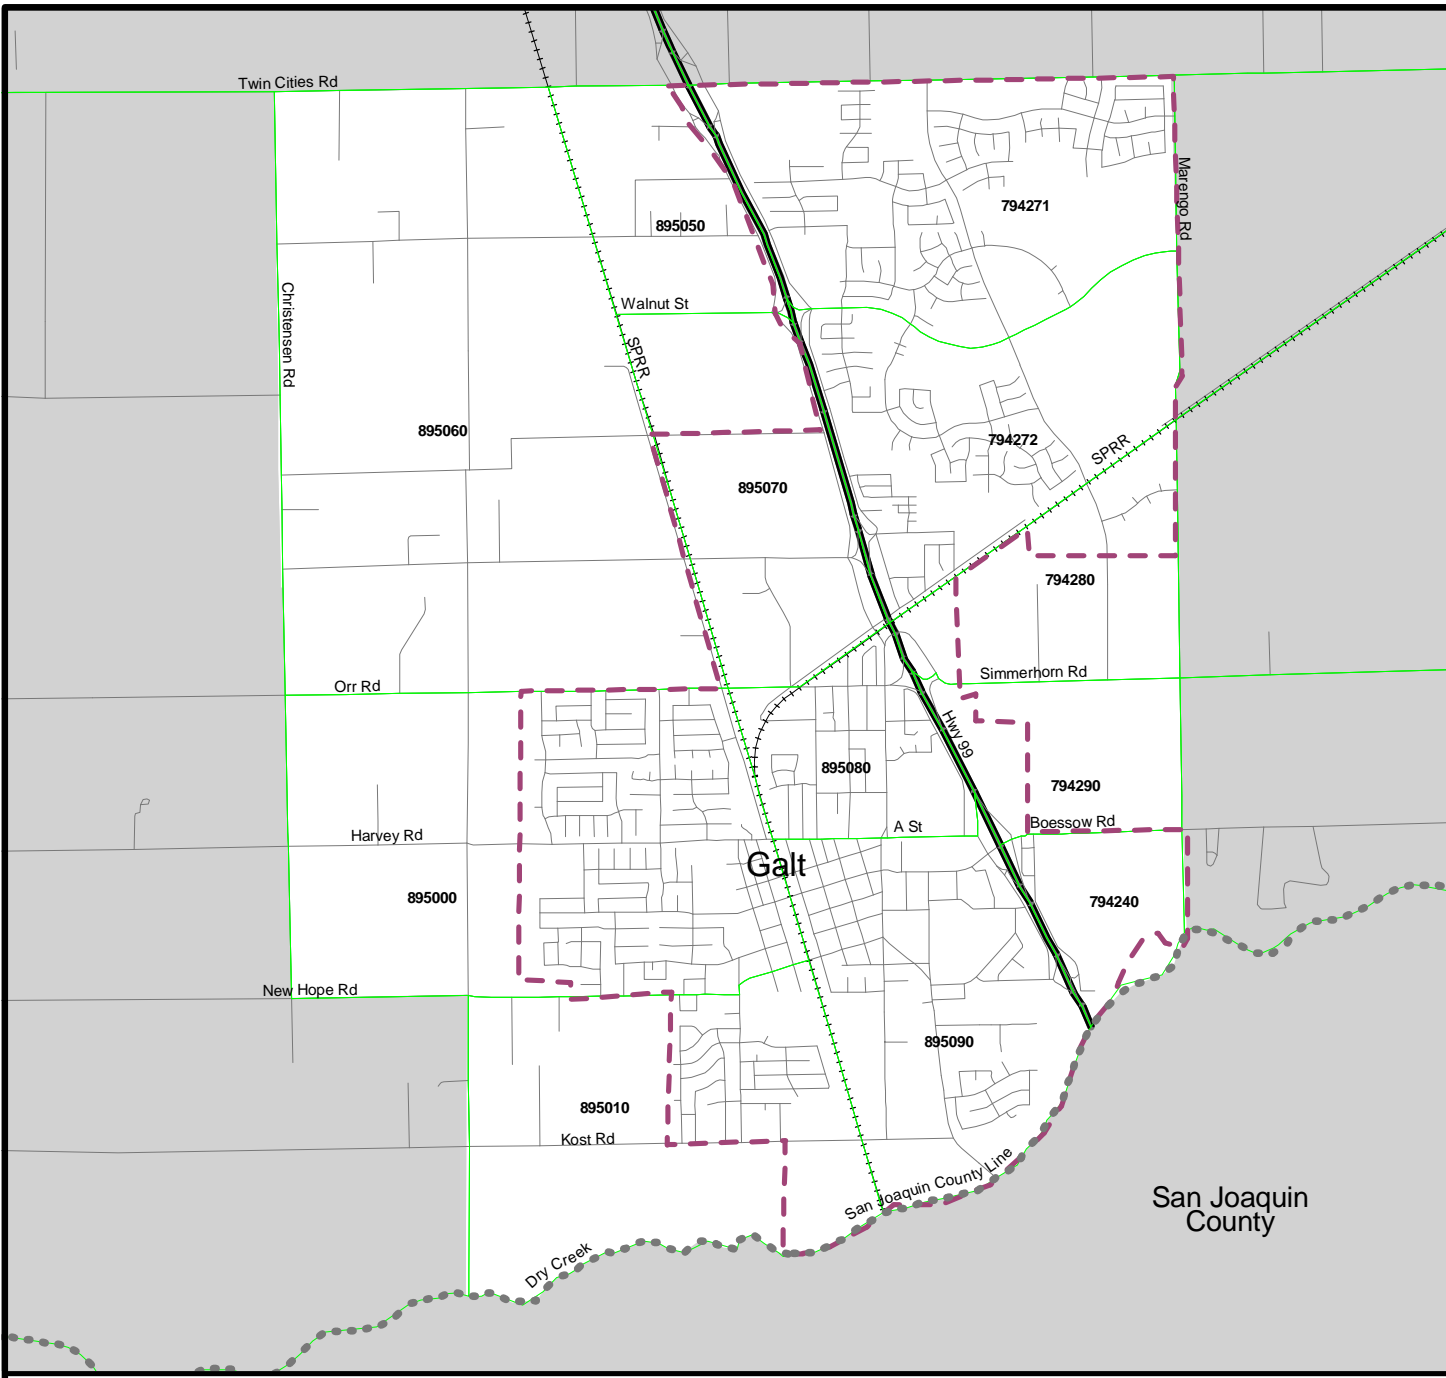 Twin Cities Rd
Marengo Rd
794271
895050
Christensen Rd
Walnut St
SPRR
895060
794272
SPRR
895070
794280
Simmerhorn Rd
Orr Rd
Hwy 99
895080
794290
Boessow Rd
A St
Harvey Rd
Galt
895000
794240
New Hope Rd
895090
895010
Kost Rd
San Joaquin County Line
San Joaquin
County
Dry Creek